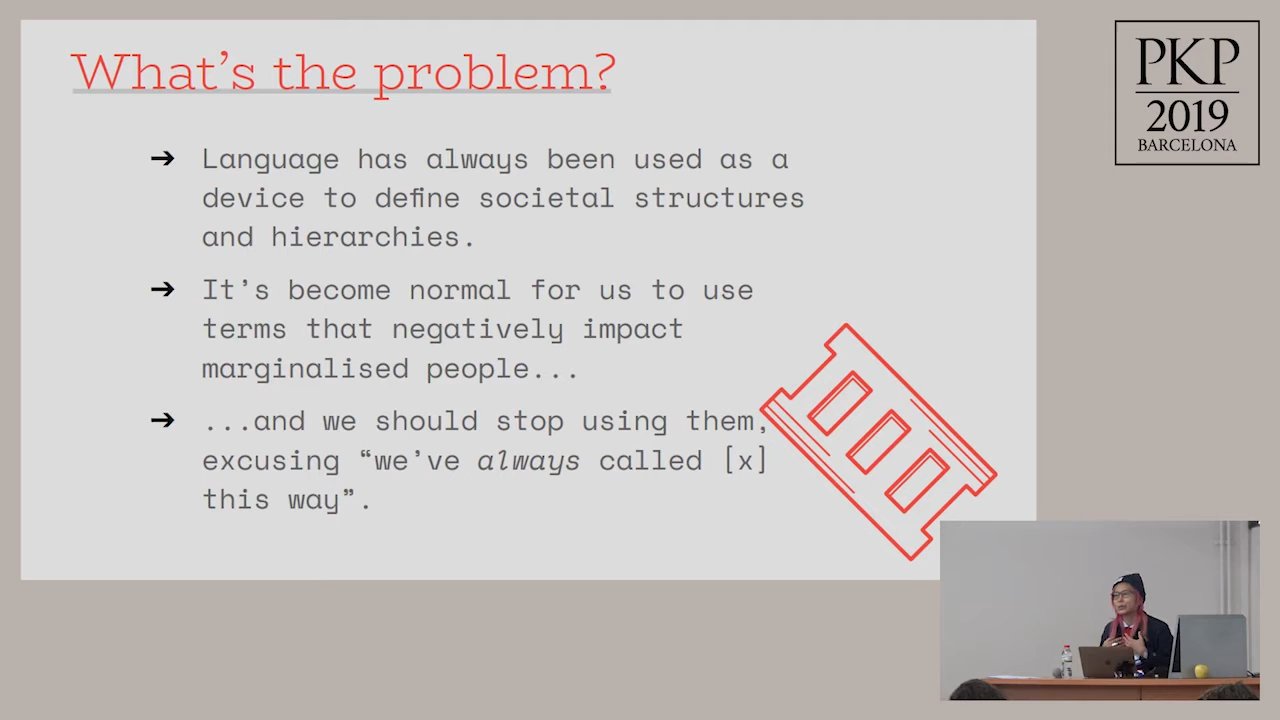 What’s the problem?
➔ Language has always been used as a
device to define societal structures
and hierarchies.
➔ It’s become normal for us to use
terms that negatively impact
marginalised people...
➔ ...and we should stop using them,
excusing “we’ve always called [x]
this way”.
PKP
2019
BARCELONA